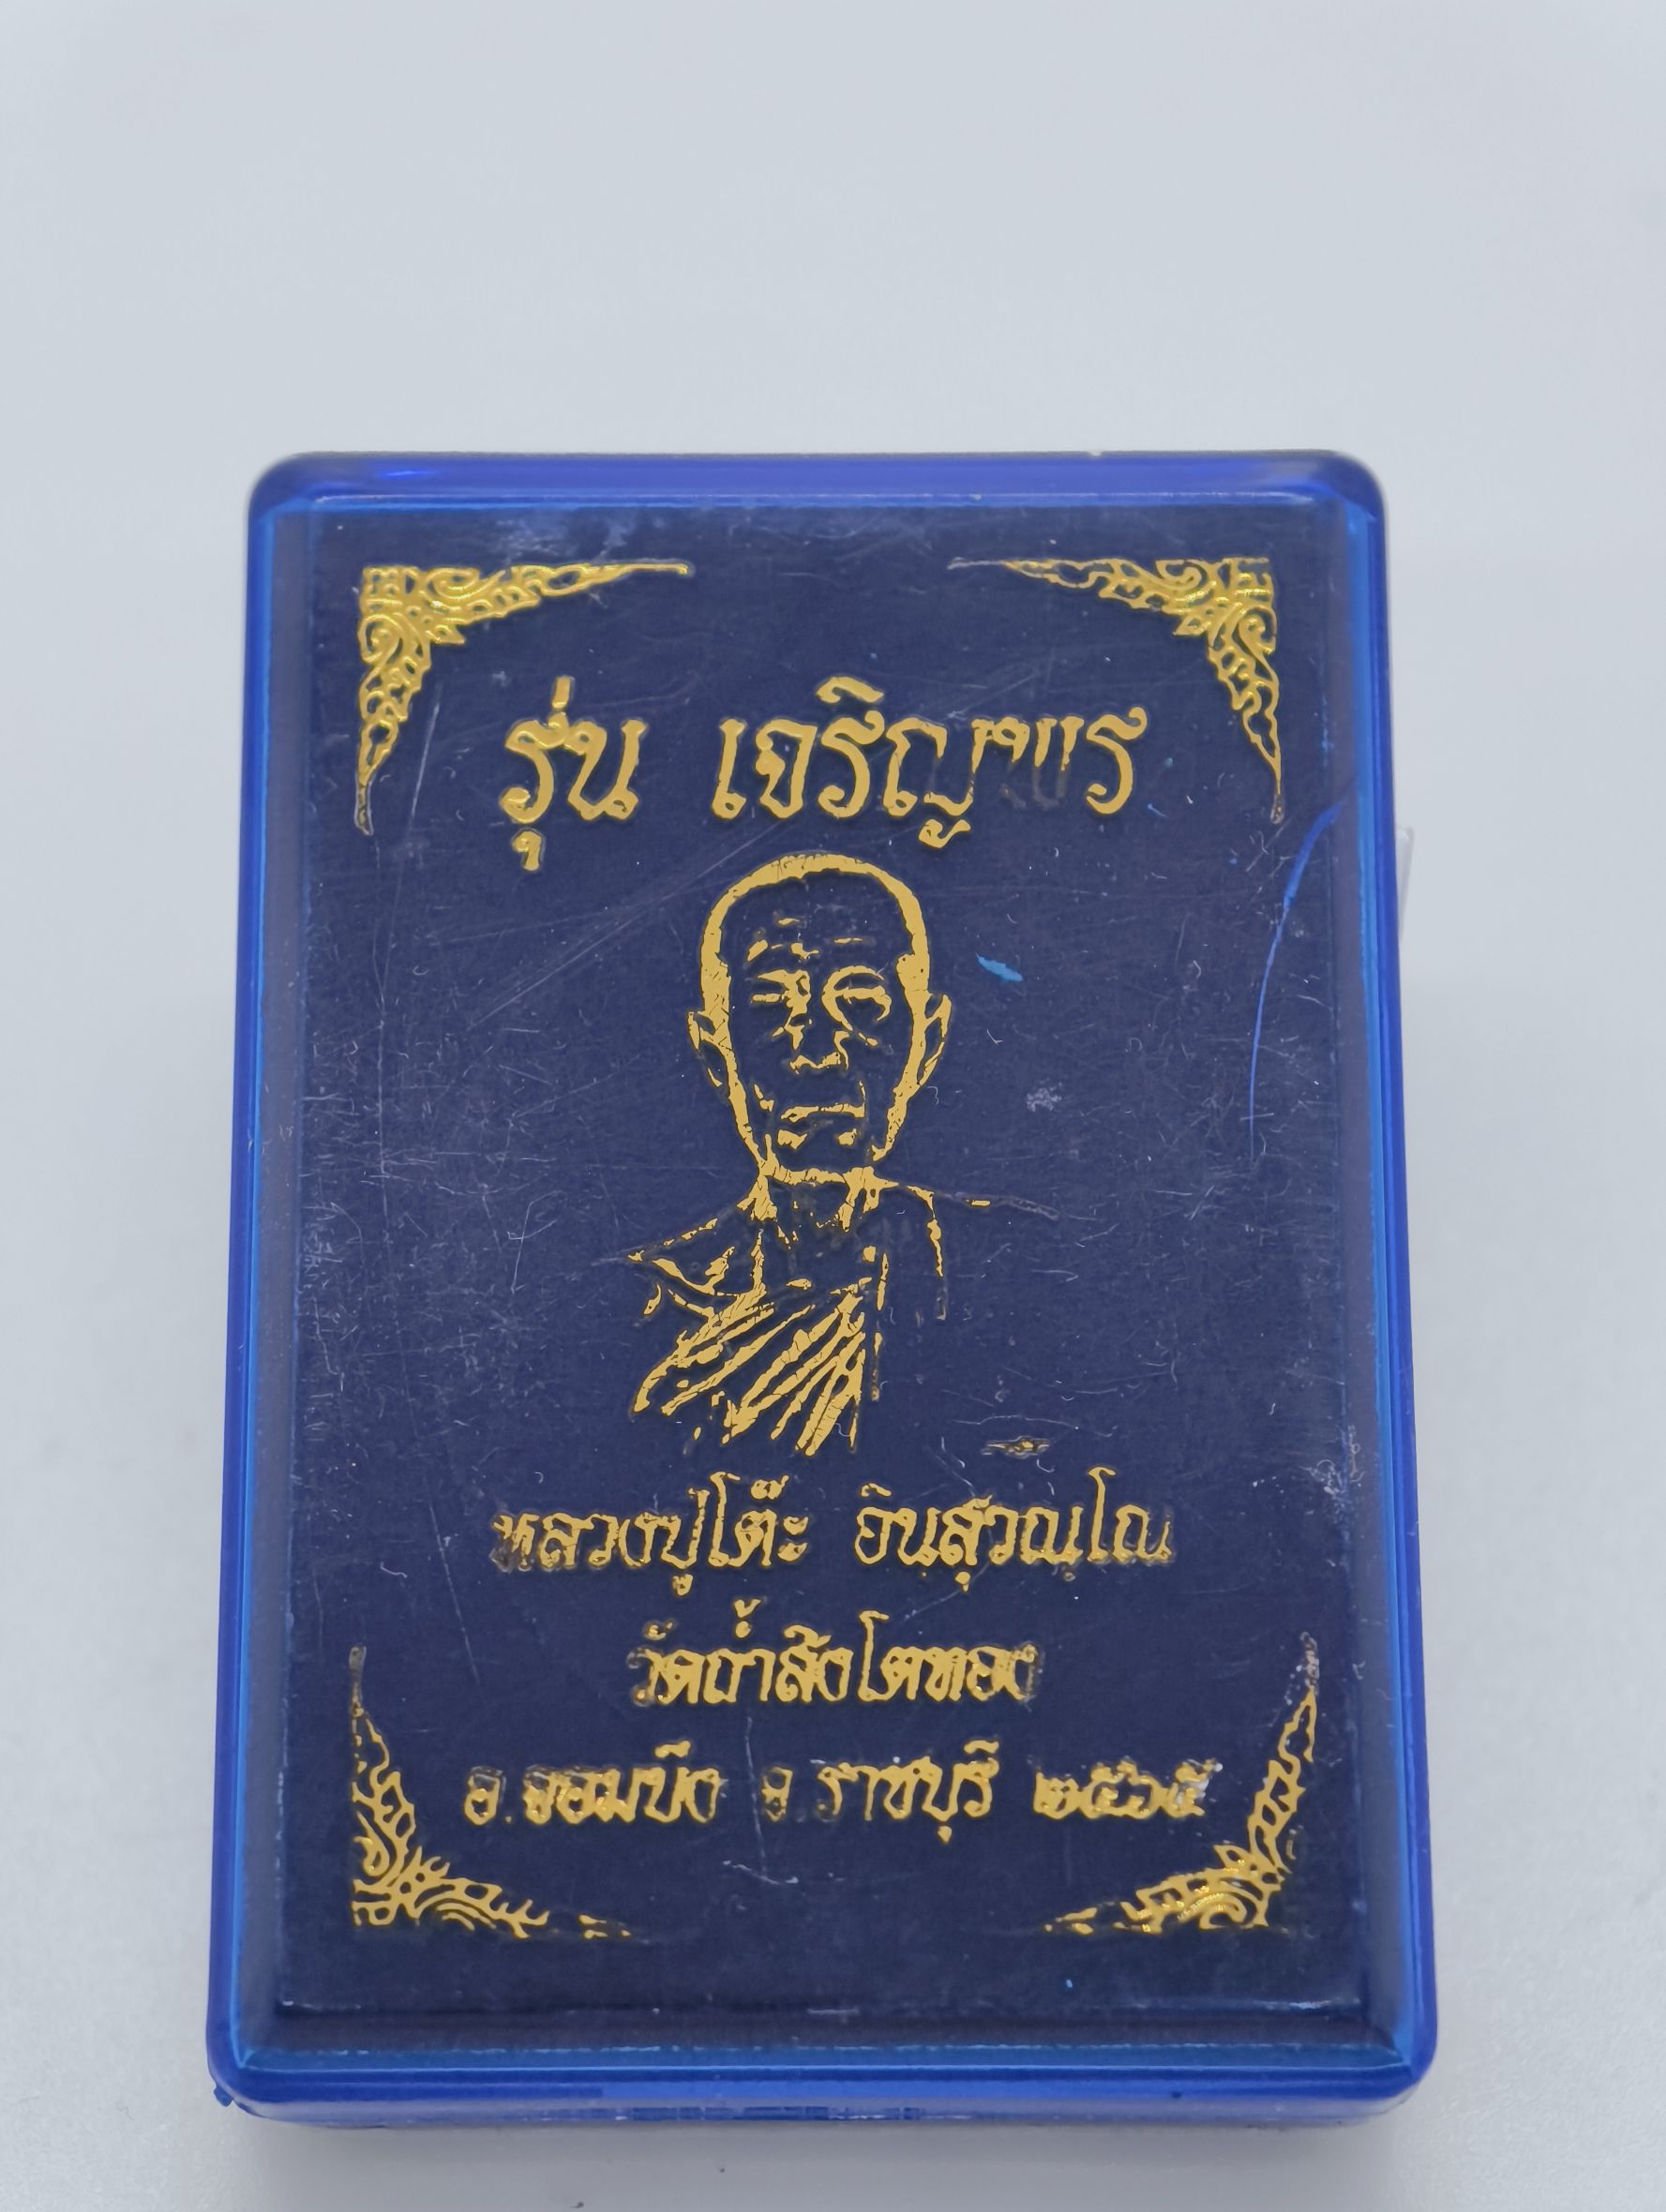 รุ่น เจริญพร
หลวงปู่โต๊ะ อินสุวณฺโณ
วัดถ้ำสิงโตทอง
อ.จอมบึง จ.ราชบุรี ๒๕๖๕